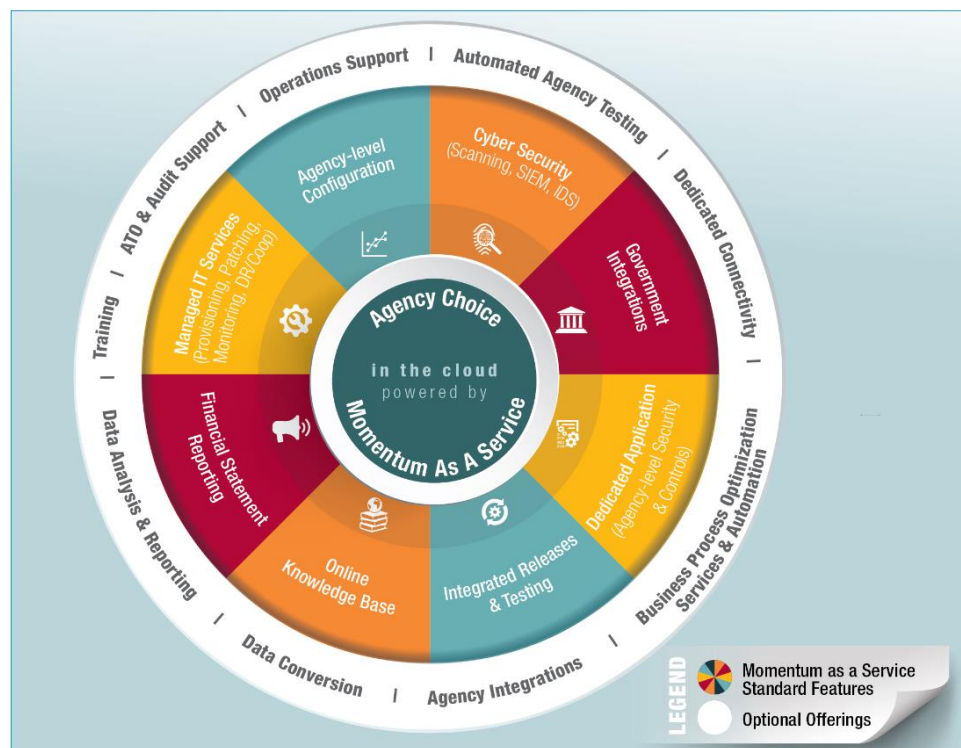 Operations Support
Automated Agency Testing
Dedicated Connectivity
Business Process Optimization
Services & Automation
Agency Integrations
Data Conversion
Data Analysis & Reporting
Training
ATO & Audit Support
Agency-level
Configuration
Cyber Security
(Scanning, SIEM, IDS)
Government
Integrations
Dedicated Application
(Agency-level Security
& Controls)
Integrated Releases
& Testing
Online
Knowledge Base
Financial Statement
Reporting
Managed IT Services
(Provisioning, Patching,
Monitoring, DR/Coop)
Agency Choice
in the cloud
powered by
Momentum As A Service
LEGEND
Momentum as a Service
Standard Features
Optional Offerings